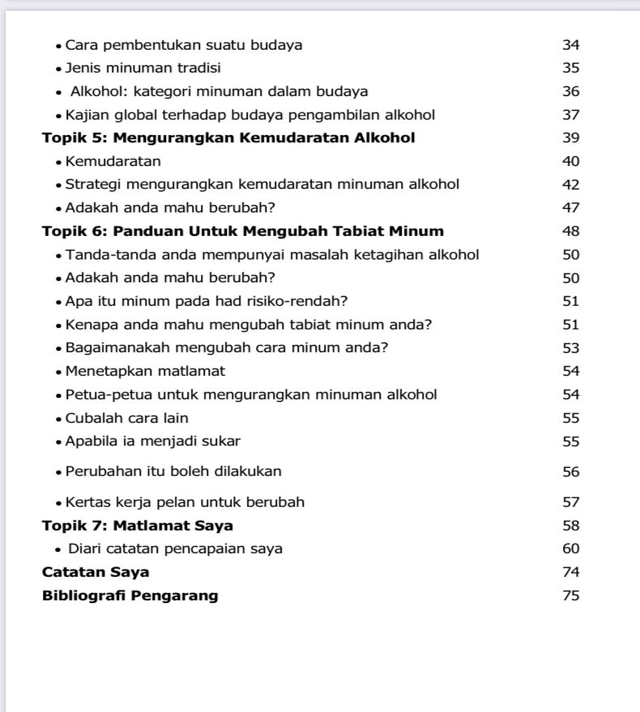 • Cara pembentukan suatu budaya 34
• Jenis minuman tradisi 35
• Alkohol: kategori minuman dalam budaya 36
• Kajian global terhadap budaya pengambilan alkohol 37
Topik 5: Mengurangkan Kemudaratan Alkohol 39
• Kemudaratan 40
• Strategi mengurangkan kemudaratan minuman alkohol 42
• Adakah anda mahu berubah? 47
Topik 6: Panduan Untuk Mengubah Tabiat Minum 48
• Tanda-tanda anda mempunyai masalah ketagihan alkohol 50
• Adakah anda mahu berubah? 50
• Apa itu minum pada had risiko-rendah? 51
• Kenapa anda mahu mengubah tabiat minum anda? 51
• Bagaimanakah mengubah cara minum anda? 53
• Menetapkan matlamat 54
• Petua-petua untuk mengurangkan minuman alkohol 54
• Cubalah cara lain 55
• Apabila ia menjadi sukar 55
• Perubahan itu boleh dilakukan 56
• Kertas kerja pelan untuk berubah 57
Topik 7: Matlamat Saya 58
• Diari catatan pencapaian saya 60
Catatan Saya 74
Bibliografi Pengarang 75